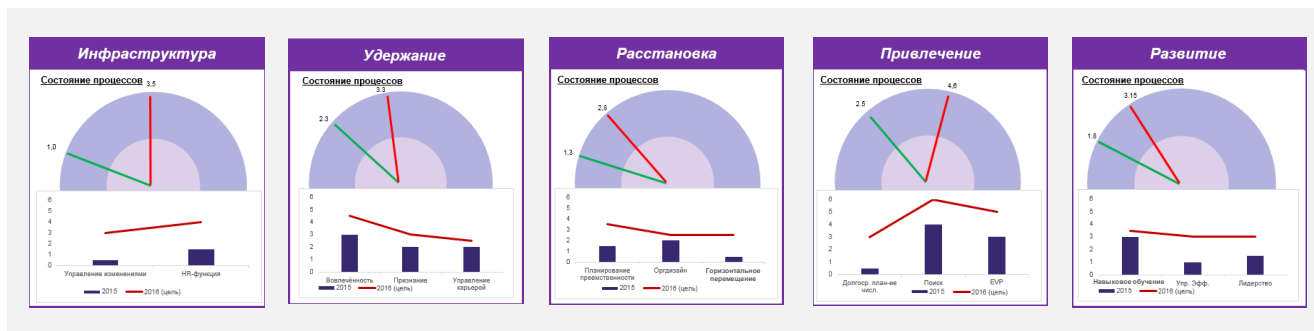 Инфраструктура
Состояние процессов
3,5
1,0
6
5
4
3
2
1
0
Управление изменениями
HR-функция
2015
2016 (цель)
Удержание
Состояние процессов
3.3
2.3
6
5
4
3
2
1
0
Вовлечённость
Признание
Управление
карьерой
2015
2016 (цель)
Расстановка
Состояние процессов
2,8
1,3
6
5
4
3
2
1
0
Планирование
преемственности
Оргдизайн
Горизонтальное
перемещение
2015
2016 (цель)
Привлечение
Состояние процессов
4,6
2.5
6
5
4
3
2
1
0
Долгоср. план-ие
числ.
Поиск
EVP
2015
2016 (цель)
Развитие
Состояние процессов
3.15
1,8
6
5
4
3
2
1
0
Навыковое обучение
Упр. Эфф.
Лидерство
2015
2016 (цель)